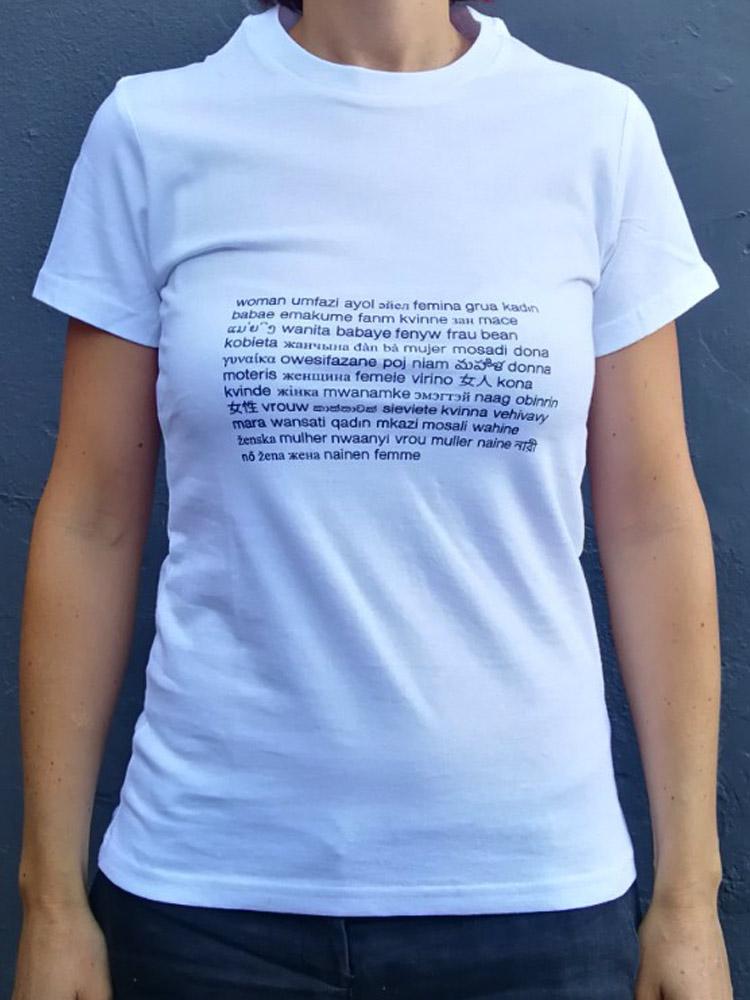 woman umfazi ayol эйел femina grua kadın
babae emakume fanm kvinne зан mace
wanita babaye fenyw frau bean
kobieta жанчына đàn bà mujer mosadi dona
γυναίκα owesifazane poj niam donna
moteris женщина femeie virino 女人 kona
kvinde жінка mwanamke эмэгтэй naag obinrin
女性 vrouw sieviete kvinna vehivavy
mara wansati qadın mkazi mosali wahine
ženska mulher nwaanyi vrou muller naine নারী
nő žena жена nainen femme